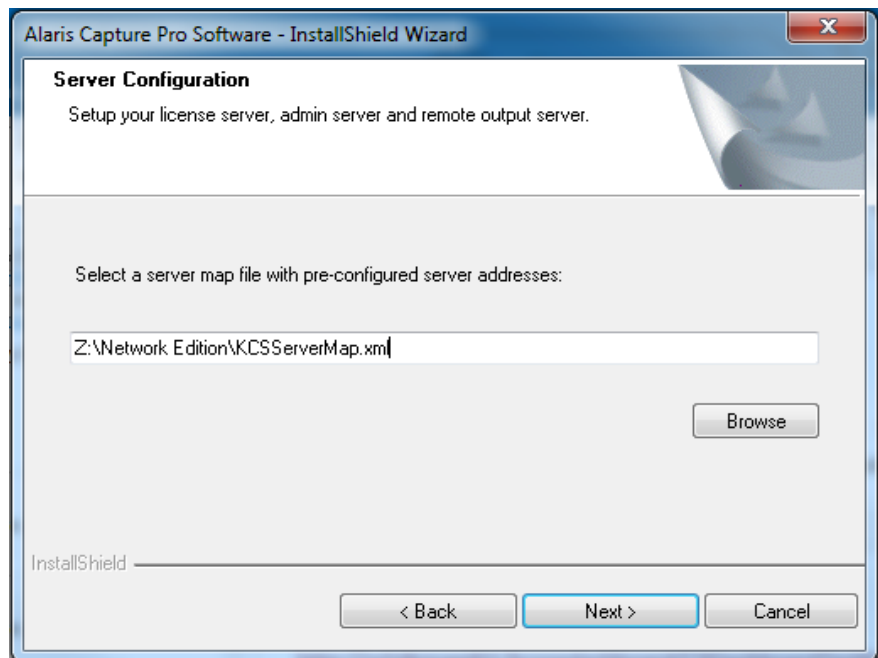 Alaris Capture Pro Software - InstallShield Wizard
Server Configuration
Setup your license server, admin server and remote output server.
Select a server map file with pre-configured server addresses:
Z:\Network Edition\KCSServerMap.xml
Browse
InstallShield
< Back
Next >
Cancel